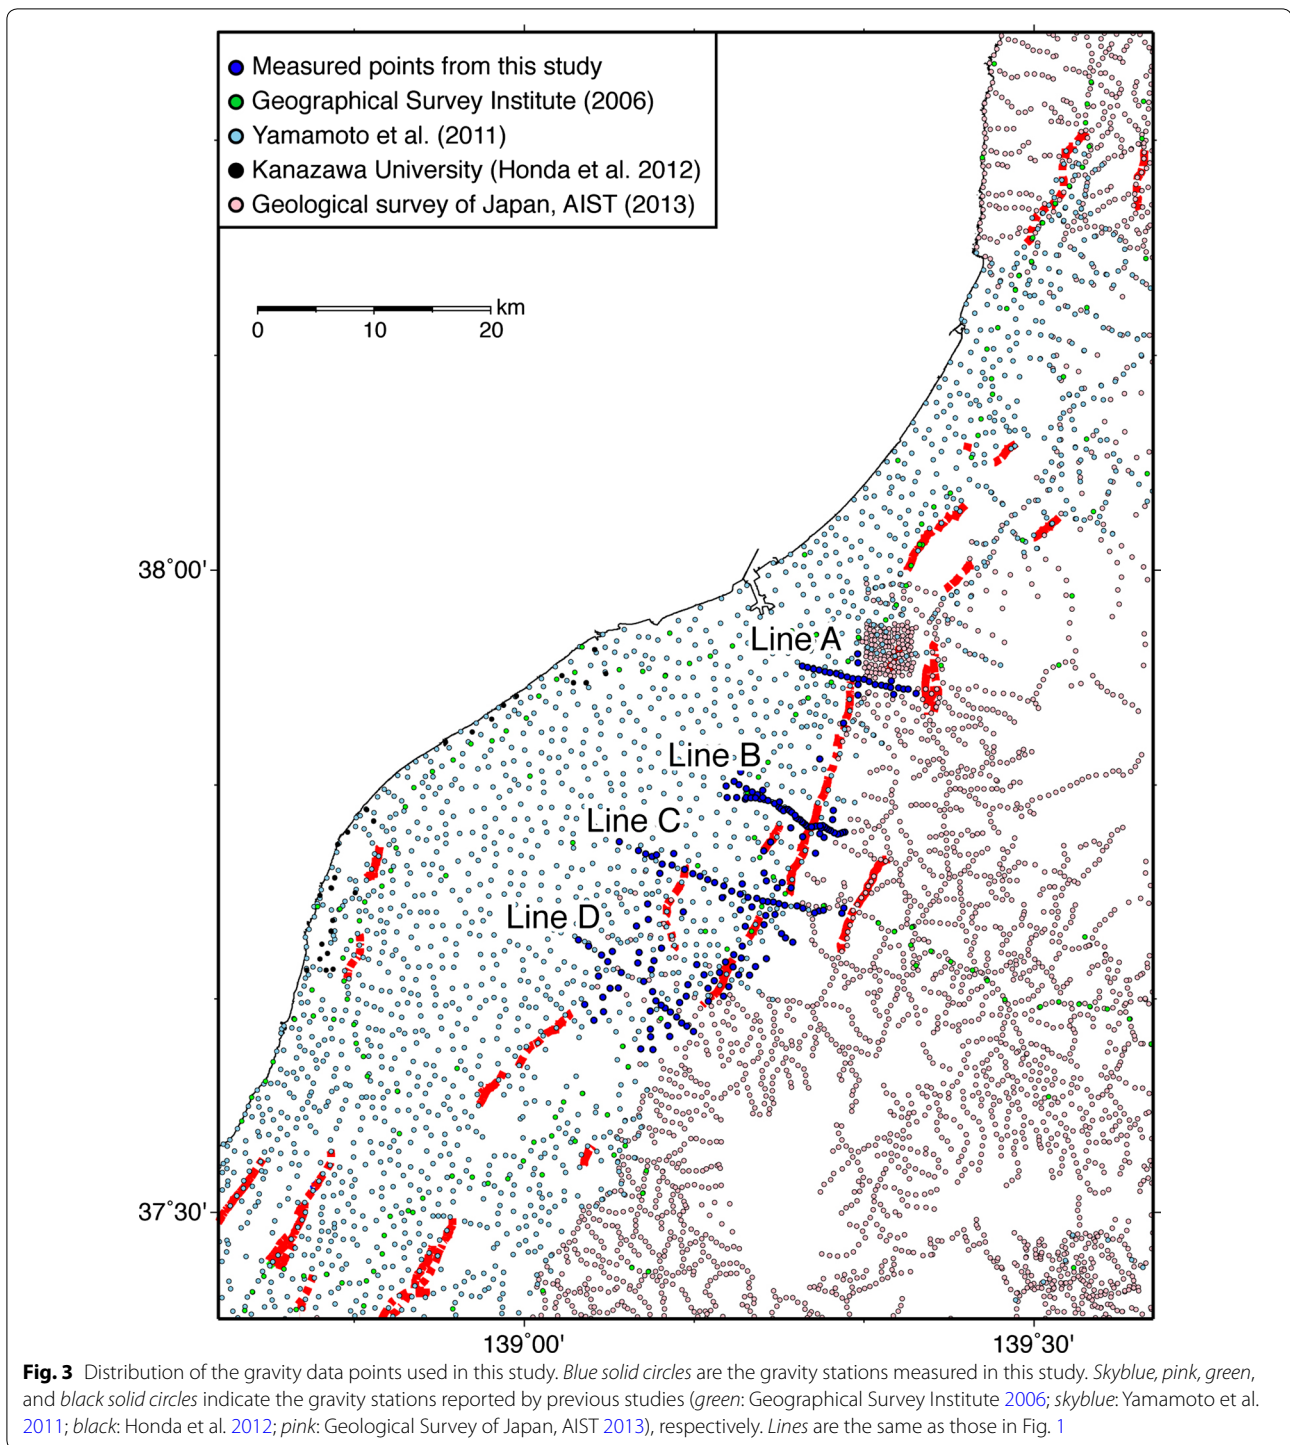 Measured points from this study
Geographical Survey Institute (2006)
Yamamoto et al. (2011)
Kanazawa University (Honda et al. 2012)
Geological survey of Japan, AIST (2013)
km
0 10 20
38˚00'
Line A
Line B
Line C
Line D
37˚30'
139˚00' 139˚30'
Fig. 3 Distribution of the gravity data points used in this study. Blue solid circles are the gravity stations measured in this study. Skyblue, pink, green,
and black solid circles indicate the gravity stations reported by previous studies (green: Geographical Survey Institute 2006; skyblue: Yamamoto et al.
2011; black: Honda et al. 2012; pink: Geological Survey of Japan, AIST 2013), respectively. Lines are the same as those in Fig. 1